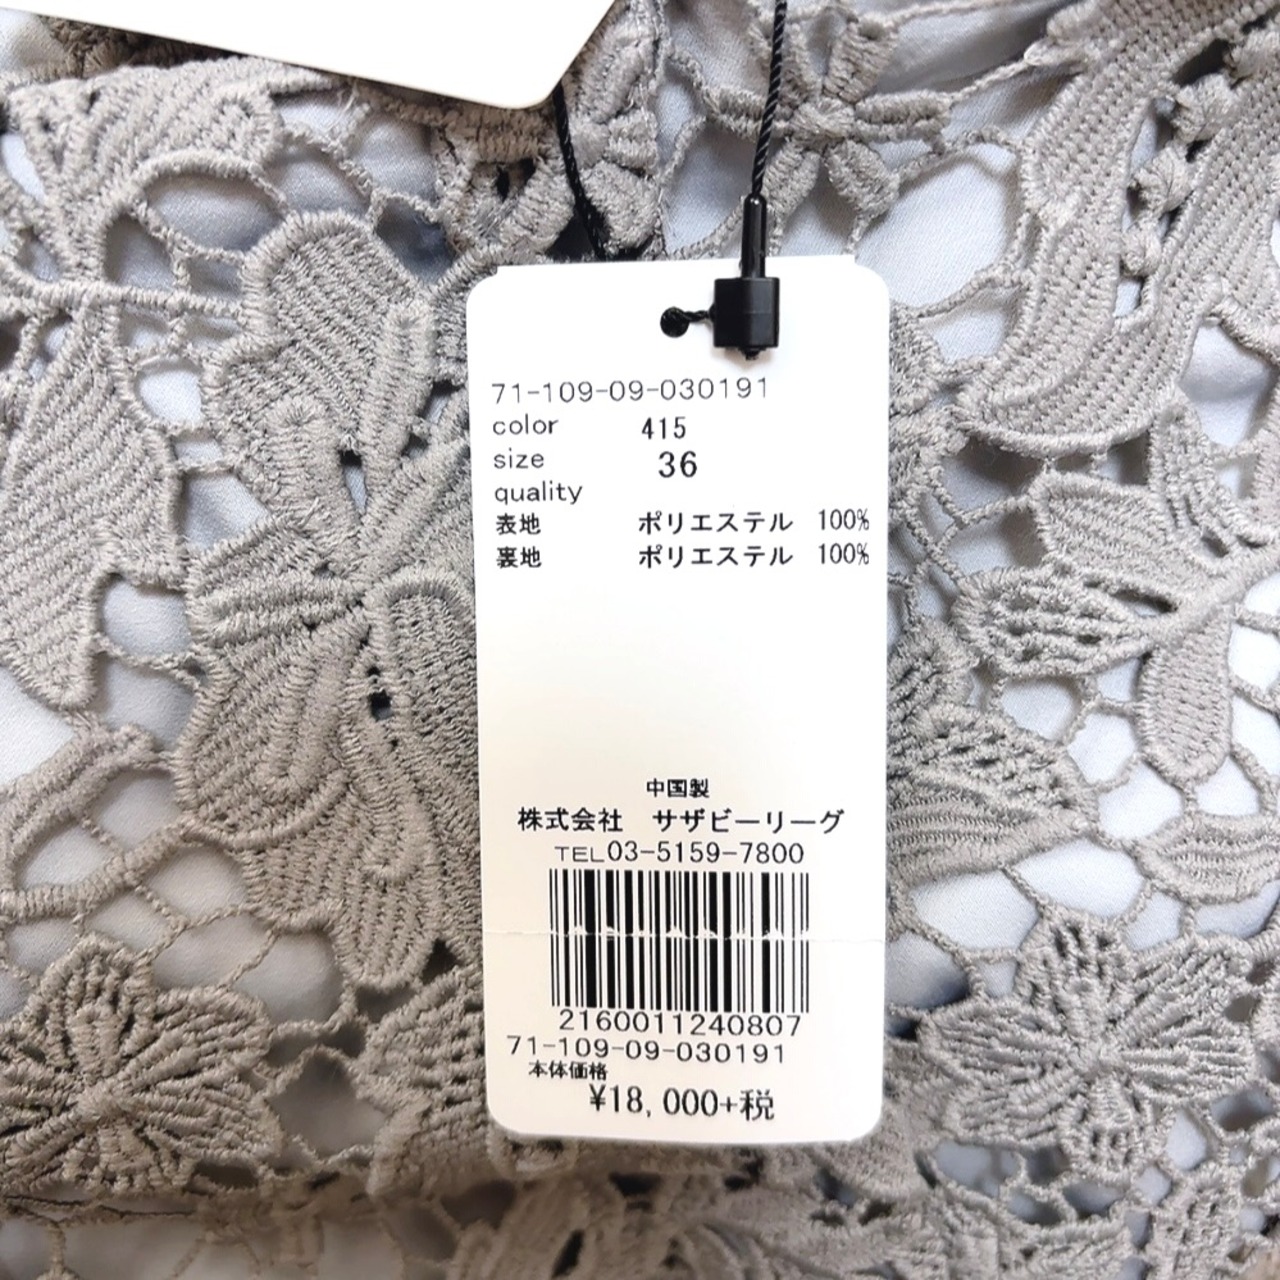 71-109-09-030191
color 415
size 36
quality
表地 ポリエステル 100%
裏地 ポリエステル 100%
中国製
株式会社 サザビーリーグ
TEL03-5159-7800
2160011240807
71-109-09-030191
本体価格
¥18,000+税